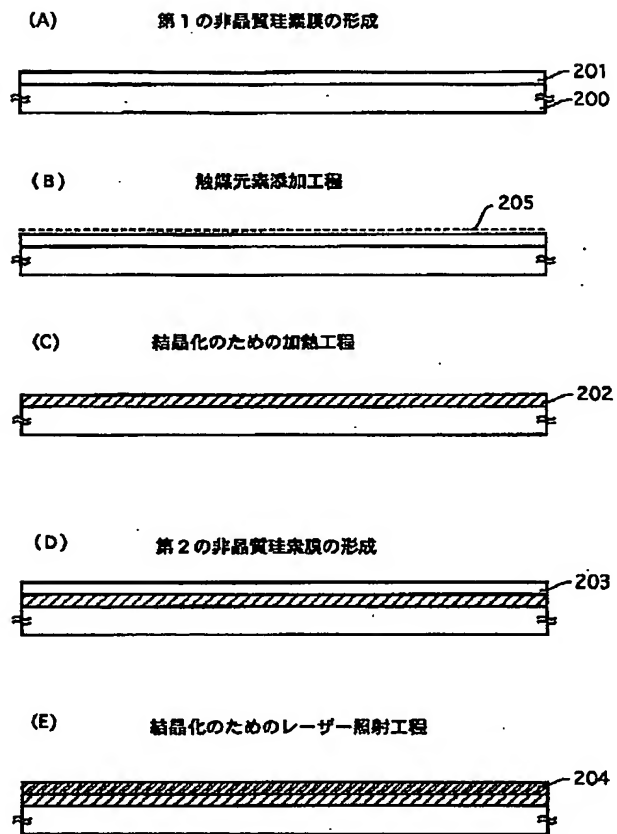 (A) 第1の非晶質珪素膜の形成
201
200
(B) 触媒元素添加工程
205
(C) 結晶化のための加熱工程
202
(D) 第2の非晶質珪素膜の形成
203
(E) 結晶化のためのレーザー照射工程
204